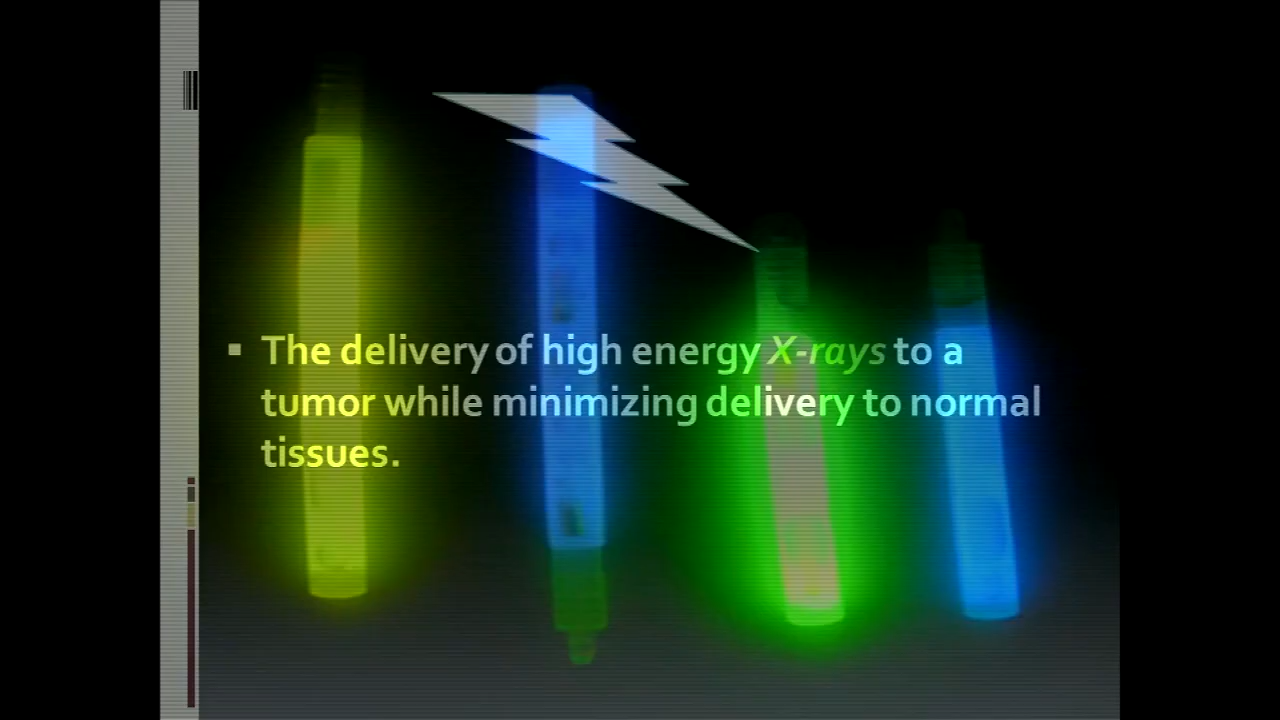 ▪ The delivery of high energy X-rays to a
tumor while minimizing delivery to normal
tissues.